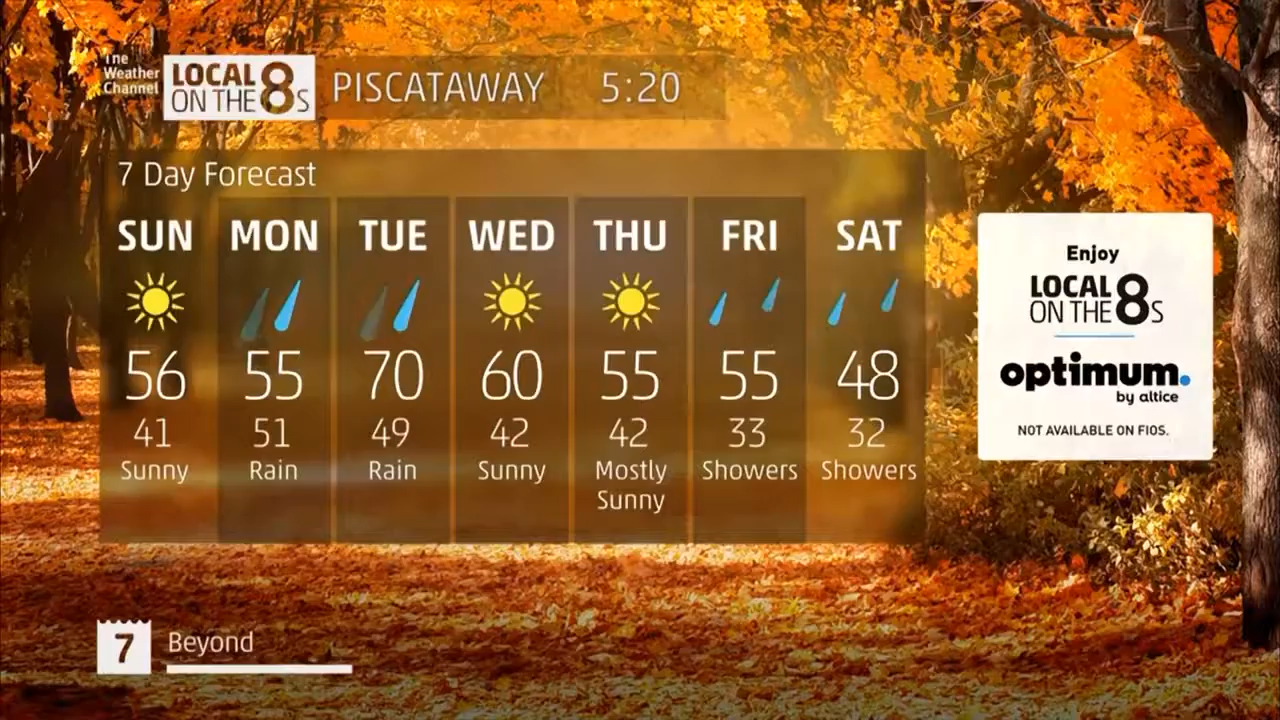 The
Weather
Channel
LOCAL
ON THE 8s
PISCATAWAY 5:20
7 Day Forecast
SUN MON TUE WED THU FRI SAT
56 55 70 60 55 55 48
41 51 49 42 42 33 32
Sunny Rain Rain Sunny Mostly Sunny Showers Showers
Enjoy
LOCAL
ON THE 8s
optimum.
by altice
NOT AVAILABLE ON FIOS.
7 Beyond